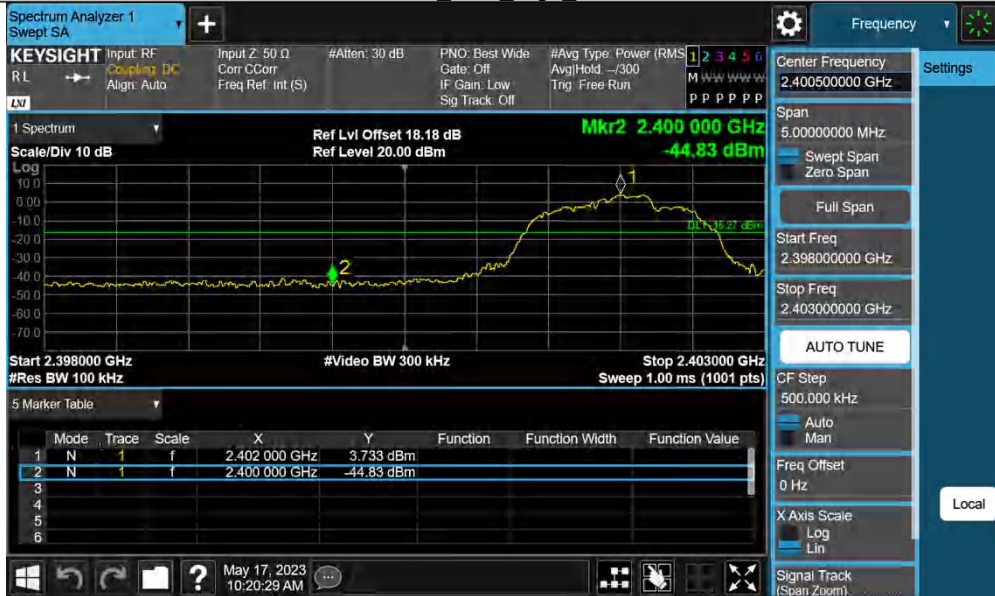 Spectrum Analyzer 1
Swept SA
Frequency
KEYSIGHT Input: RF
RL
Coupling: DC
Align: Auto
LXI
Input Z: 50 Ω
Corr CCorr
Freq Ref: Int (S)
#Atten: 30 dB
PNO: Best Wide
Gate: Off
IF Gain: Low
Sig Track: Off
#Avg Type: Power (RMS
Avg|Hold: --/300
Trig: Free Run
1 2 3 4 5 6
M W W W W W
P P P P P P
1 Spectrum
Scale/Div 10 dB
Ref Lvl Offset 18.18 dB
Ref Level 20.00 dBm
Mkr2 2.400 000 GHz
-44.83 dBm
Log
10.0
0.00
-10.0
-20.0
-30.0
-40.0
-50.0
-60.0
-70.0
1
2
DL1 -16.27 dBm
Start 2.398000 GHz
#Res BW 100 kHz
#Video BW 300 kHz
Stop 2.403000 GHz
Sweep 1.00 ms (1001 pts)
5 Marker Table
Mode Trace Scale X Y Function Function Width Function Value
1 N 1 f 2.402 000 GHz 3.733 dBm
2 N 1 f 2.400 000 GHz -44.83 dBm
3
4
5
6
?
May 17, 2023
10:20:29 AM
Center Frequency
2.400500000 GHz
Span
5.00000000 MHz
Swept Span
Zero Span
Full Span
Start Freq
2.398000000 GHz
Stop Freq
2.403000000 GHz
AUTO TUNE
CF Step
500.000 kHz
Auto
Man
Freq Offset
0 Hz
X Axis Scale
Log
Lin
Signal Track
(Span Zoom)
Settings
Local